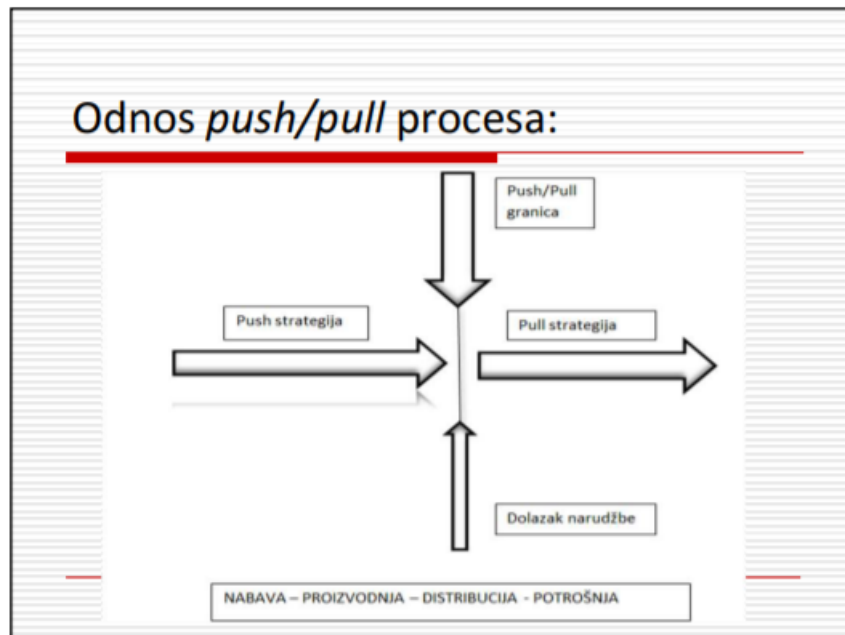 Odnos push/pull procesa:
Push/Pull
granica
Push strategija
Pull strategija
Dolazak narudžbe
NABAVA – PROIZVODNJA – DISTRIBUCIJA - POTROŠNJA